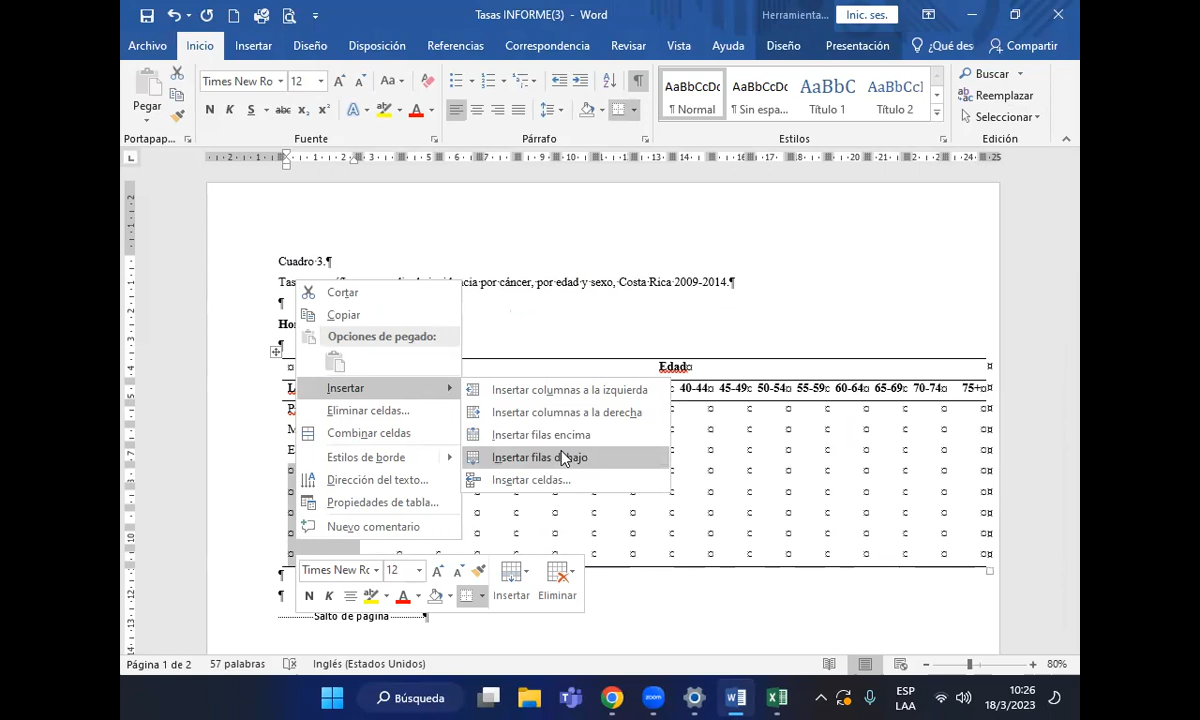 Tasas INFORME(3) - Word
Herramienta...
Inic. ses.
Archivo Inicio Insertar Diseño Disposición Referencias Correspondencia Revisar Vista Ayuda Diseño Presentación ¿Qué des Compartir
Pegar
Times New Ro 12
Aa
N K S abc x₂ x²
AaBbCcDc AaBbCcDc AaBbC AaBbCcl
¶ Normal ¶ Sin espa... Título 1 Título 2
Buscar
Reemplazar
Seleccionar
Portapap... Fuente Párrafo Estilos Edición
Cuadro·3.¶
por·cáncer,·por·edad·y·sexo,·Costa·Rica·2009-2014.¶
¶
¶
Edad¤
40-44¤ 45-49¤ 50-54¤ 55-59¤ 60-64¤ 65-69¤ 70-74¤ 75+¤
Cortar
Copiar
Opciones de pegado:
Insertar
Eliminar celdas...
Combinar celdas
Estilos de borde
Dirección del texto...
Propiedades de tabla...
Nuevo comentario
Insertar columnas a la izquierda
Insertar columnas a la derecha
Insertar filas encima
Insertar filas debajo
Insertar celdas...
Times New Ro 12
N K
Insertar Eliminar
¶
¶
Salto de página ¶
Página 1 de 2 57 palabras Inglés (Estados Unidos) 80%
Búsqueda
ESP
LAA
10:26
18/3/2023